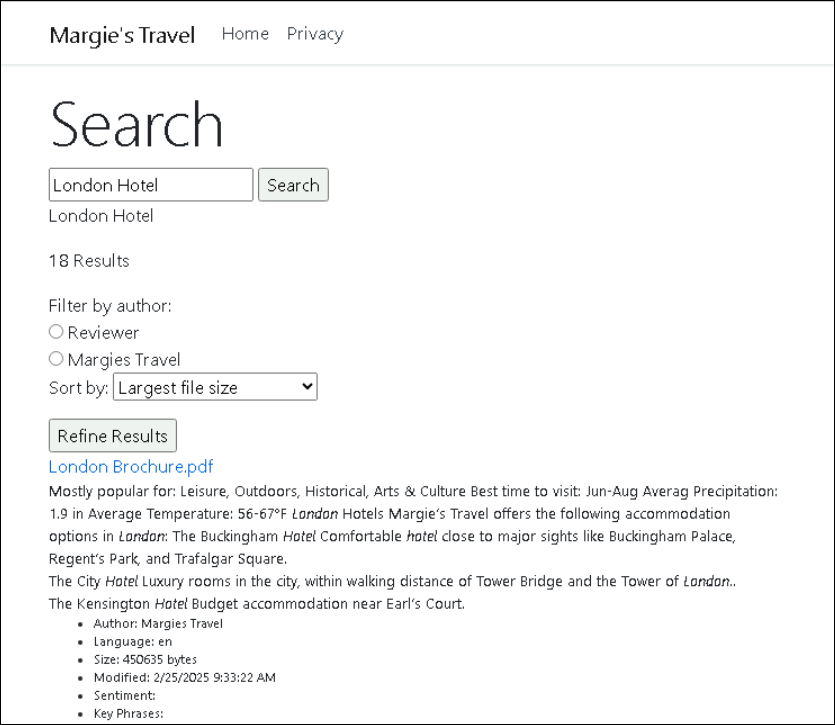 Margie's Travel Home Privacy
Search
London Hotel Search
London Hotel
18 Results
Filter by author:
Reviewer
Margies Travel
Sort by: Largest file size
Refine Results
London Brochure.pdf
Mostly popular for: Leisure, Outdoors, Historical, Arts & Culture Best time to visit: Jun-Aug Averag Precipitation:
1.9 in Average Temperature: 56-67°F London Hotels Margie's Travel offers the following accommodation
options in London: The Buckingham Hotel Comfortable hotel close to major sights like Buckingham Palace,
Regent's Park, and Trafalgar Square.
The City Hotel Luxury rooms in the city, within walking distance of Tower Bridge and the Tower of London..
The Kensington Hotel Budget accommodation near Earl's Court.
• Author: Margies Travel
• Language: en
• Size: 450635 bytes
• Modified: 2/25/2025 9:33:22 AM
• Sentiment:
• Key Phrases: